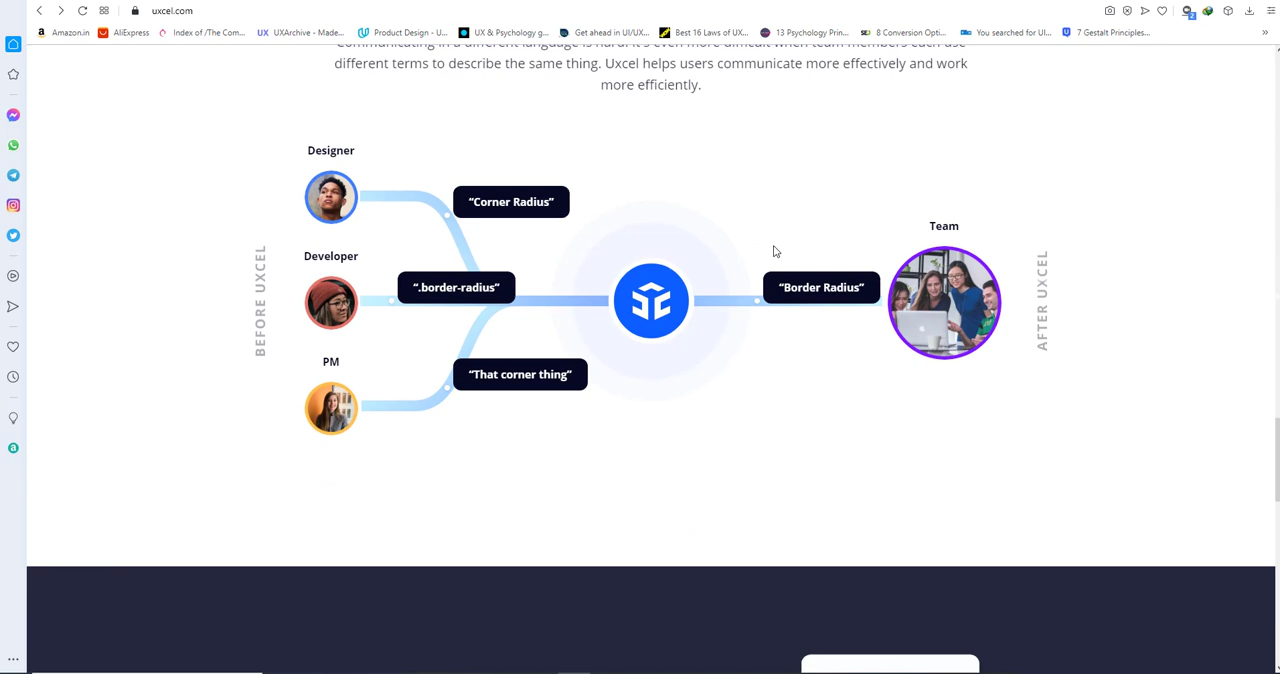 uxcel.com
2
Amazon.in
AliExpress
Index of /The Com...
UX UXArchive - Made...
Product Design - U...
UX & Psychology g...
Get ahead in UI/UX...
Best 16 Laws of UX...
13 Psychology Prin...
8 Conversion Opti...
You searched for UI...
7 Gestalt Principles...
»
Communicating in a different language is hard. It's even more difficult when team members each use
different terms to describe the same thing. Uxcel helps users communicate more effectively and work
more efficiently.
Designer
“Corner Radius”
Team
Developer
BEFORE UXCEL
“.border-radius”
“Border Radius”
AFTER UXCEL
PM
“That corner thing”